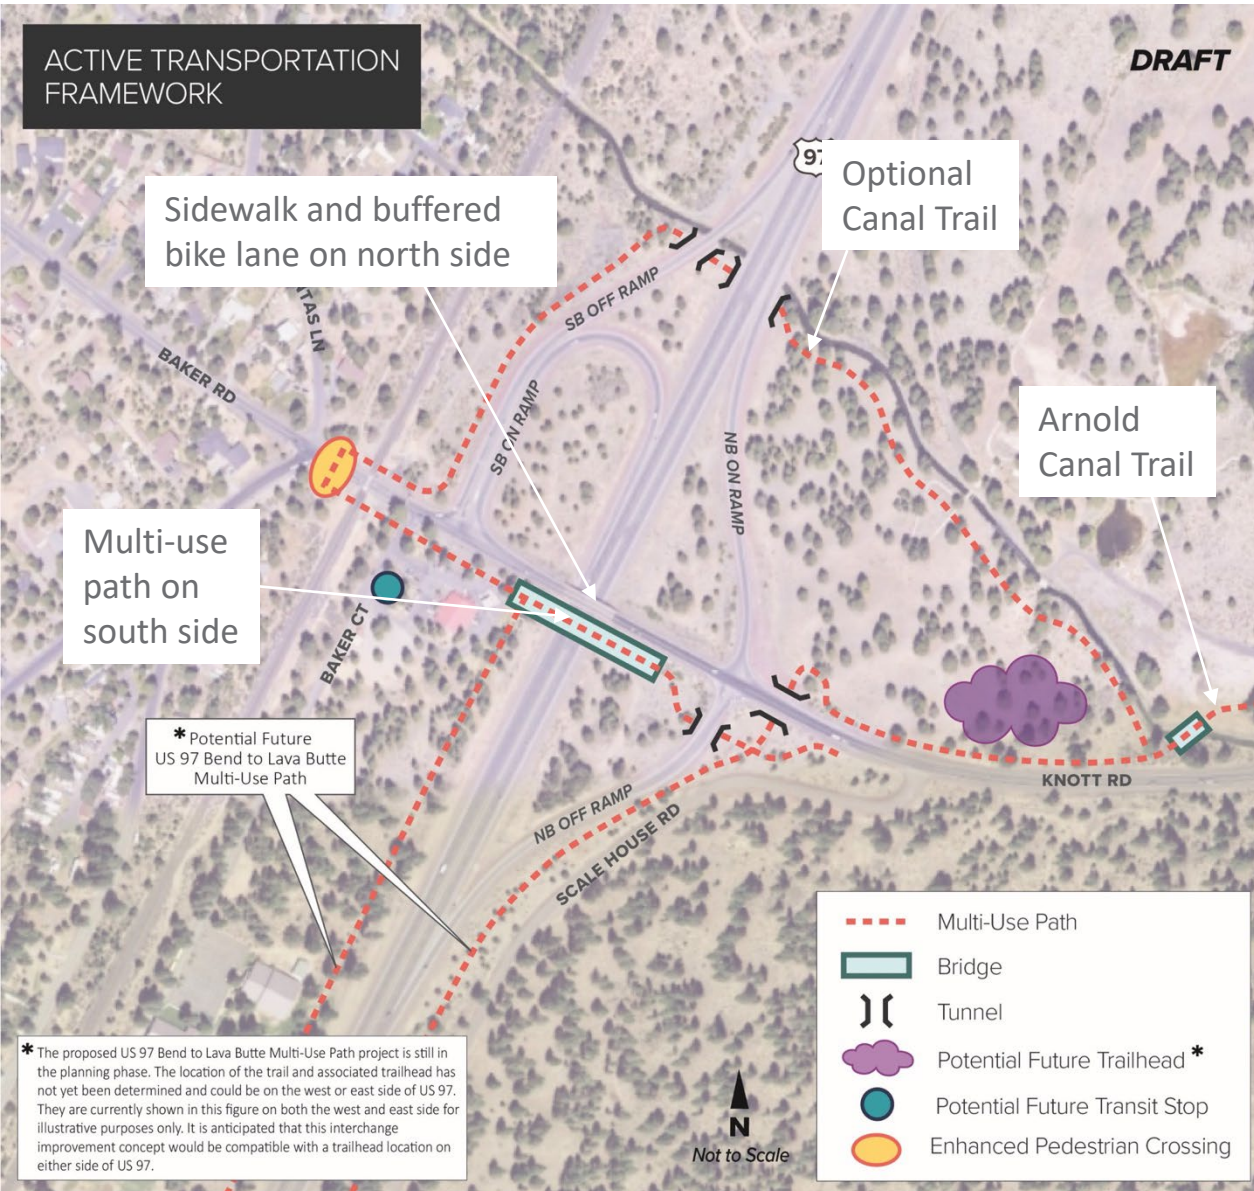 ACTIVE TRANSPORTATION
FRAMEWORK
DRAFT
97
Optional
Canal Trail
Sidewalk and buffered
bike lane on north side
SB OFF RAMP
TAS LN
BAKER RD
SB ON RAMP
NB ON RAMP
Arnold
Canal Trail
Multi-use
path on
south side
BAKER CT
* Potential Future
US 97 Bend to Lava Butte
Multi-Use Path
KNOTT RD
NB OFF RAMP
SCALE HOUSE RD
Multi-Use Path
Bridge
Tunnel
Potential Future Trailhead *
Potential Future Transit Stop
Enhanced Pedestrian Crossing
N
Not to Scale
* The proposed US 97 Bend to Lava Butte Multi-Use Path project is still in
the planning phase. The location of the trail and associated trailhead has
not yet been determined and could be on the west or east side of US 97.
They are currently shown in this figure on both the west and east side for
illustrative purposes only. It is anticipated that this interchange
improvement concept would be compatible with a trailhead location on
either side of US 97.